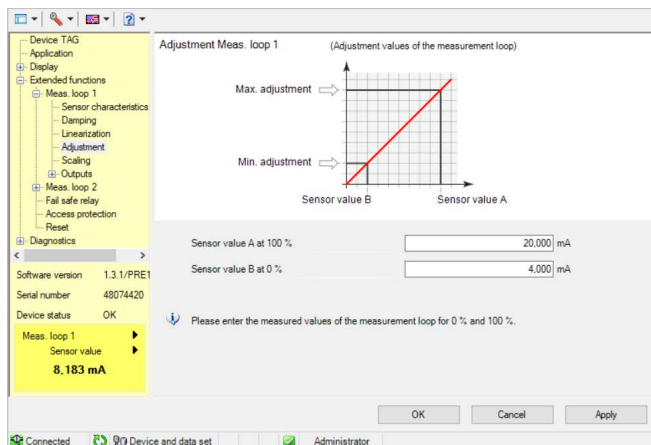 Device TAG
Application
Display
Extended functions
Meas. loop 1
Sensor characteristics
Damping
Linearization
Adjustment
Scaling
Outputs
Meas. loop 2
Fail safe relay
Access protection
Reset
Diagnostics
Software version 1.3.1/PRE1
Serial number 48074420
Device status OK
Meas. loop 1
Sensor value
8,183 mA
Adjustment Meas. loop 1 (Adjustment values of the measurement loop)
Max. adjustment
Min. adjustment
Sensor value B Sensor value A
Sensor value A at 100 % 20,000 mA
Sensor value B at 0 % 4,000 mA
Please enter the measured values of the measurement loop for 0 % and 100 %.
OK Cancel Apply
Connected Device and data set Administrator